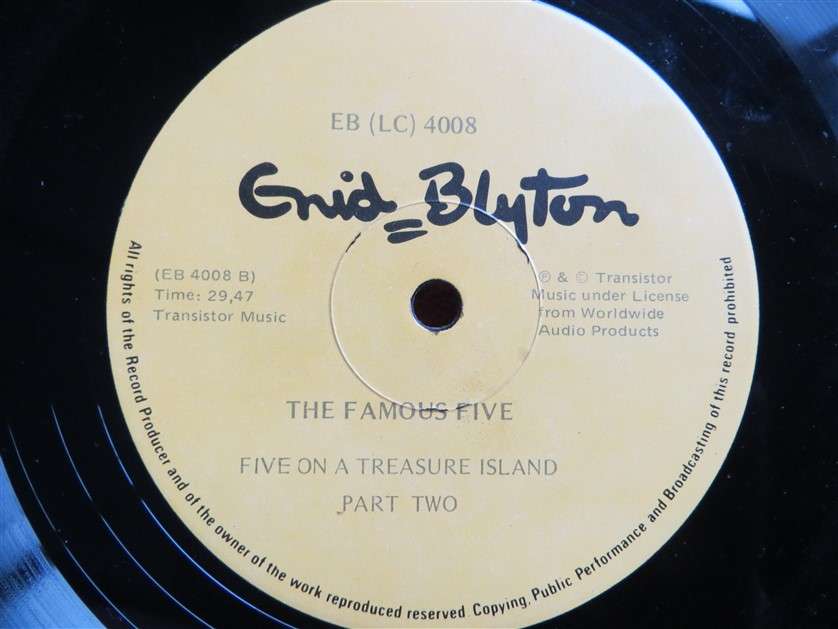 EB (LC) 4008
Enid Blyton
(EB 4008 B)
Time: 29,47
Transistor Music
℗ & © Transistor
Music under License
from Worldwide
Audio Products
THE FAMOUS FIVE
FIVE ON A TREASURE ISLAND
PART TWO
All rights of the Record Producer and of the owner of the work reproduced reserved. Copying, Public Performance and Broadcasting of this record prohibited